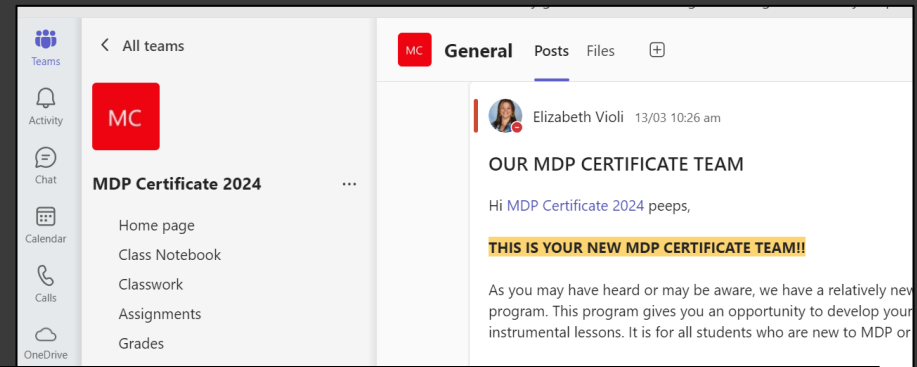 Teams
Activity
Chat
Calendar
Calls
OneDrive
All teams
MC
MDP Certificate 2024
Home page
Class Notebook
Classwork
Assignments
Grades
MC General Posts Files
Elizabeth Violi 13/03 10:26 am
OUR MDP CERTIFICATE TEAM
Hi MDP Certificate 2024 peeps,
THIS IS YOUR NEW MDP CERTIFICATE TEAM!!
As you may have heard or may be aware, we have a relatively new
program. This program gives you an opportunity to develop your
instrumental lessons. It is for all students who are new to MDP or